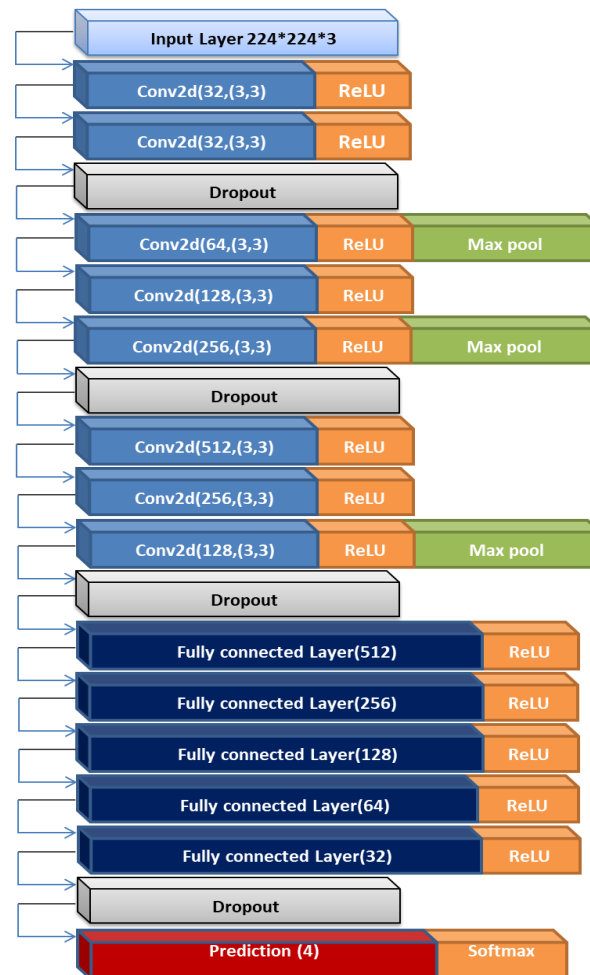 Input Layer 224*224*3
Conv2d(32,(3,3) ReLU
Conv2d(32,(3,3) ReLU
Dropout
Conv2d(64,(3,3) ReLU Max pool
Conv2d(128,(3,3) ReLU
Conv2d(256,(3,3) ReLU Max pool
Dropout
Conv2d(512,(3,3) ReLU
Conv2d(256,(3,3) ReLU
Conv2d(128,(3,3) ReLU Max pool
Dropout
Fully connected Layer(512) ReLU
Fully connected Layer(256) ReLU
Fully connected Layer(128) ReLU
Fully connected Layer(64) ReLU
Fully connected Layer(32) ReLU
Dropout
Prediction (4) Softmax